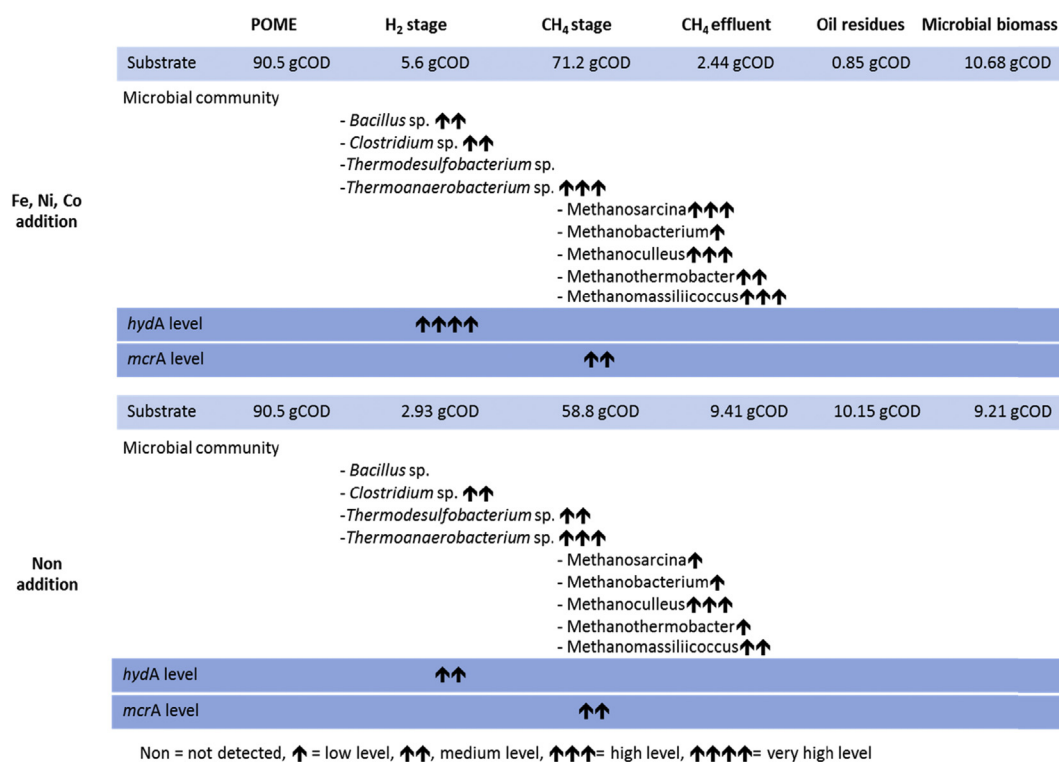 POME H₂ stage CH₄ stage CH₄ effluent Oil residues Microbial biomass
Substrate 90.5 gCOD 5.6 gCOD 71.2 gCOD 2.44 gCOD 0.85 gCOD 10.68 gCOD
Microbial community
- Bacillus sp. ↑↑
- Clostridium sp. ↑↑
-Thermodesulfobacterium sp.
-Thermoanaerobacterium sp. ↑↑↑
Fe, Ni, Co
addition
- Methanosarcina↑↑↑
- Methanobacterium↑
- Methanoculleus↑↑↑
- Methanothermobacter↑↑
- Methanomassiliicoccus↑↑↑
hydA level ↑↑↑↑
mcrA level ↑↑
Substrate 90.5 gCOD 2.93 gCOD 58.8 gCOD 9.41 gCOD 10.15 gCOD 9.21 gCOD
Microbial community
- Bacillus sp.
- Clostridium sp. ↑↑
-Thermodesulfobacterium sp. ↑↑
-Thermoanaerobacterium sp. ↑↑↑
Non
addition
- Methanosarcina↑
- Methanobacterium↑
- Methanoculleus↑↑↑
- Methanothermobacter↑
- Methanomassiliicoccus↑↑
hydA level ↑↑
mcrA level ↑↑
Non = not detected, ↑ = low level, ↑↑, medium level, ↑↑↑= high level, ↑↑↑↑= very high level